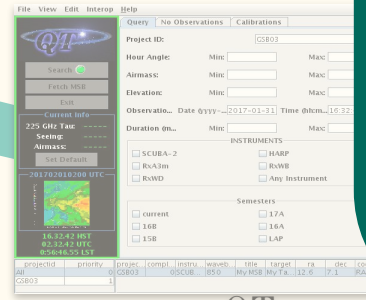 File View Edit Interop Help
Query No Observations Calibrations
Project ID: GSB03
Hour Angle: Min: Max:
Airmass: Min: Max:
Elevation: Min: Max:
Observatio... Date (yyyy-... 2017-01-31 Time (hh:m... 16:32:
Duration (m... Min: Max:
INSTRUMENTS
SCUBA-2 HARP
RxA3m RxWB
RxWD Any Instrument
Semesters
current 17A
16B 16A
15B LAP
QT
Search
Fetch MSB
Exit
Current Info
225 GHz Tau: -----
Seeing: -----
Airmass: -----
Set Default
201702010200 UTC
16.32.42 HST
02.32.42 UTC
0:56:46.55 LST
projectid priority projec... compl... instru... waveb... title target ra dec
All 0 GSB03 0 SCUB... 850 My MSB My Ta... 12.6 7.1 RA
GSB03 1